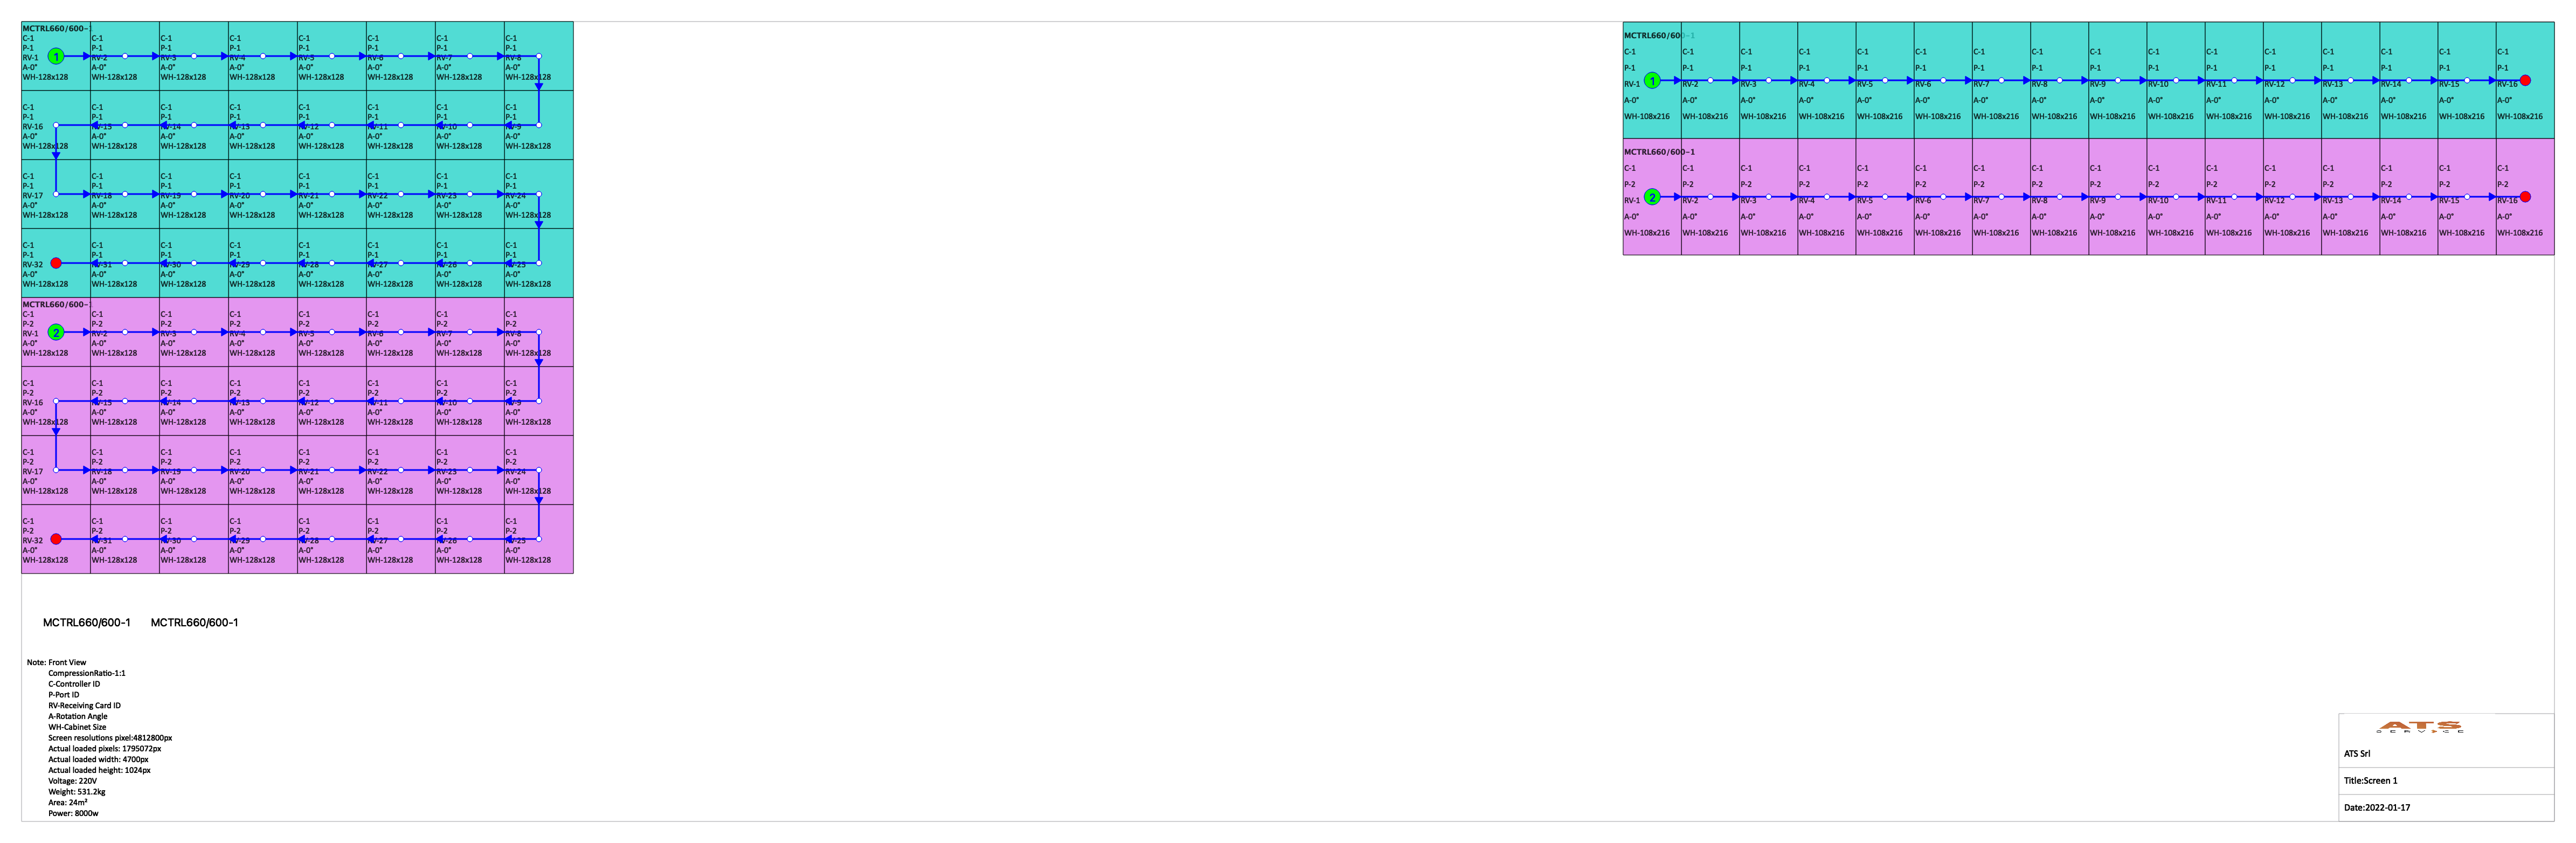 MCTRL660/600-1
C-1 C-1 C-1 C-1 C-1 C-1 C-1 C-1
P-1 P-1 P-1 P-1 P-1 P-1 P-1 P-1
RV-1 1 RV-2 RV-3 RV-4 RV-5 RV-6 RV-7 RV-8
A-0° A-0° A-0° A-0° A-0° A-0° A-0° A-0°
WH-128x128 WH-128x128 WH-128x128 WH-128x128 WH-128x128 WH-128x128 WH-128x128 WH-128x128
C-1 C-1 C-1 C-1 C-1 C-1 C-1 C-1
P-1 P-1 P-1 P-1 P-1 P-1 P-1 P-1
RV-16 RV-15 RV-14 RV-13 RV-12 RV-11 RV-10 RV-9
A-0° A-0° A-0° A-0° A-0° A-0° A-0° A-0°
WH-128x128 WH-128x128 WH-128x128 WH-128x128 WH-128x128 WH-128x128 WH-128x128 WH-128x128
C-1 C-1 C-1 C-1 C-1 C-1 C-1 C-1
P-1 P-1 P-1 P-1 P-1 P-1 P-1 P-1
RV-17 RV-18 RV-19 RV-20 RV-21 RV-22 RV-23 RV-24
A-0° A-0° A-0° A-0° A-0° A-0° A-0° A-0°
WH-128x128 WH-128x128 WH-128x128 WH-128x128 WH-128x128 WH-128x128 WH-128x128 WH-128x128
C-1 C-1 C-1 C-1 C-1 C-1 C-1 C-1
P-1 P-1 P-1 P-1 P-1 P-1 P-1 P-1
RV-32 RV-31 RV-30 RV-29 RV-28 RV-27 RV-26 RV-25
A-0° A-0° A-0° A-0° A-0° A-0° A-0° A-0°
WH-128x128 WH-128x128 WH-128x128 WH-128x128 WH-128x128 WH-128x128 WH-128x128 WH-128x128
MCTRL660/600-1
C-1 C-1 C-1 C-1 C-1 C-1 C-1 C-1
P-2 P-2 P-2 P-2 P-2 P-2 P-2 P-2
RV-1 2 RV-2 RV-3 RV-4 RV-5 RV-6 RV-7 RV-8
A-0° A-0° A-0° A-0° A-0° A-0° A-0° A-0°
WH-128x128 WH-128x128 WH-128x128 WH-128x128 WH-128x128 WH-128x128 WH-128x128 WH-128x128
C-1 C-1 C-1 C-1 C-1 C-1 C-1 C-1
P-2 P-2 P-2 P-2 P-2 P-2 P-2 P-2
RV-16 RV-15 RV-14 RV-13 RV-12 RV-11 RV-10 RV-9
A-0° A-0° A-0° A-0° A-0° A-0° A-0° A-0°
WH-128x128 WH-128x128 WH-128x128 WH-128x128 WH-128x128 WH-128x128 WH-128x128 WH-128x128
C-1 C-1 C-1 C-1 C-1 C-1 C-1 C-1
P-2 P-2 P-2 P-2 P-2 P-2 P-2 P-2
RV-17 RV-18 RV-19 RV-20 RV-21 RV-22 RV-23 RV-24
A-0° A-0° A-0° A-0° A-0° A-0° A-0° A-0°
WH-128x128 WH-128x128 WH-128x128 WH-128x128 WH-128x128 WH-128x128 WH-128x128 WH-128x128
C-1 C-1 C-1 C-1 C-1 C-1 C-1 C-1
P-2 P-2 P-2 P-2 P-2 P-2 P-2 P-2
RV-32 RV-31 RV-30 RV-29 RV-28 RV-27 RV-26 RV-25
A-0° A-0° A-0° A-0° A-0° A-0° A-0° A-0°
WH-128x128 WH-128x128 WH-128x128 WH-128x128 WH-128x128 WH-128x128 WH-128x128 WH-128x128
MCTRL660/600-1
C-1 C-1 C-1 C-1 C-1 C-1 C-1 C-1 C-1 C-1 C-1 C-1 C-1 C-1 C-1 C-1
P-1 P-1 P-1 P-1 P-1 P-1 P-1 P-1 P-1 P-1 P-1 P-1 P-1 P-1 P-1 P-1
RV-1 1 RV-2 RV-3 RV-4 RV-5 RV-6 RV-7 RV-8 RV-9 RV-10 RV-11 RV-12 RV-13 RV-14 RV-15 RV-16
A-0° A-0° A-0° A-0° A-0° A-0° A-0° A-0° A-0° A-0° A-0° A-0° A-0° A-0° A-0° A-0°
WH-108x216 WH-108x216 WH-108x216 WH-108x216 WH-108x216 WH-108x216 WH-108x216 WH-108x216 WH-108x216 WH-108x216 WH-108x216 WH-108x216 WH-108x216 WH-108x216 WH-108x216 WH-108x216
MCTRL660/600-1
C-1 C-1 C-1 C-1 C-1 C-1 C-1 C-1 C-1 C-1 C-1 C-1 C-1 C-1 C-1 C-1
P-2 P-2 P-2 P-2 P-2 P-2 P-2 P-2 P-2 P-2 P-2 P-2 P-2 P-2 P-2 P-2
RV-1 2 RV-2 RV-3 RV-4 RV-5 RV-6 RV-7 RV-8 RV-9 RV-10 RV-11 RV-12 RV-13 RV-14 RV-15 RV-16
A-0° A-0° A-0° A-0° A-0° A-0° A-0° A-0° A-0° A-0° A-0° A-0° A-0° A-0° A-0° A-0°
WH-108x216 WH-108x216 WH-108x216 WH-108x216 WH-108x216 WH-108x216 WH-108x216 WH-108x216 WH-108x216 WH-108x216 WH-108x216 WH-108x216 WH-108x216 WH-108x216 WH-108x216 WH-108x216
MCTRL660/600-1 MCTRL660/600-1
Note: Front View
CompressionRatio-1:1
C-Controller ID
P-Port ID
RV-Receiving Card ID
A-Rotation Angle
WH-Cabinet Size
Screen resolutions pixel:4812800px
Actual loaded pixels: 1795072px
Actual loaded width: 4700px
Actual loaded height: 1024px
Voltage: 220V
Weight: 531.2kg
Area: 24m²
Power: 8000w
ATS
SERVICE
ATS Srl
Title:Screen 1
Date:2022-01-17